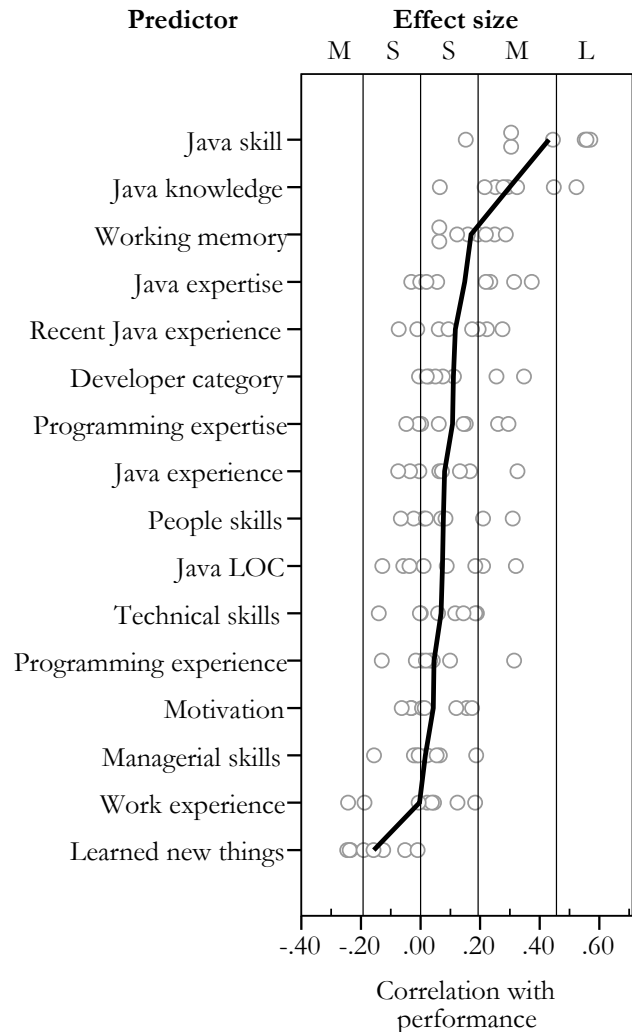 Predictor Effect size
M S S M L
Java skill
Java knowledge
Working memory
Java expertise
Recent Java experience
Developer category
Programming expertise
Java experience
People skills
Java LOC
Technical skills
Programming experience
Motivation
Managerial skills
Work experience
Learned new things
-.40 -.20 .00 .20 .40 .60
Correlation with
performance